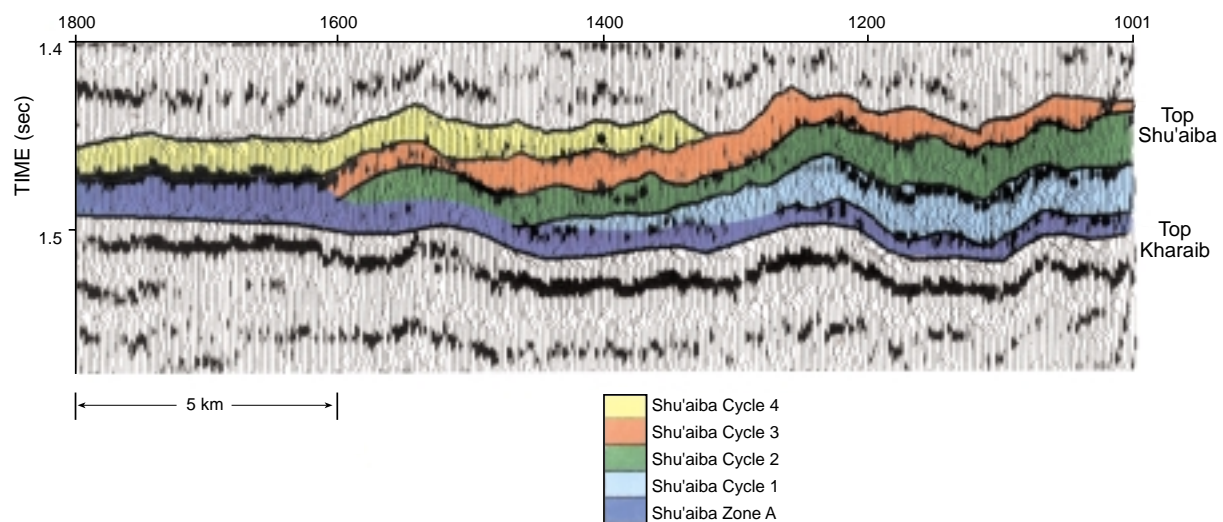 1800 1600 1400 1200 1001
1.4
TIME (sec)
Top
Shu'aiba
1.5
Top
Kharaib
5 km
Shu'aiba Cycle 4
Shu'aiba Cycle 3
Shu'aiba Cycle 2
Shu'aiba Cycle 1
Shu'aiba Zone A